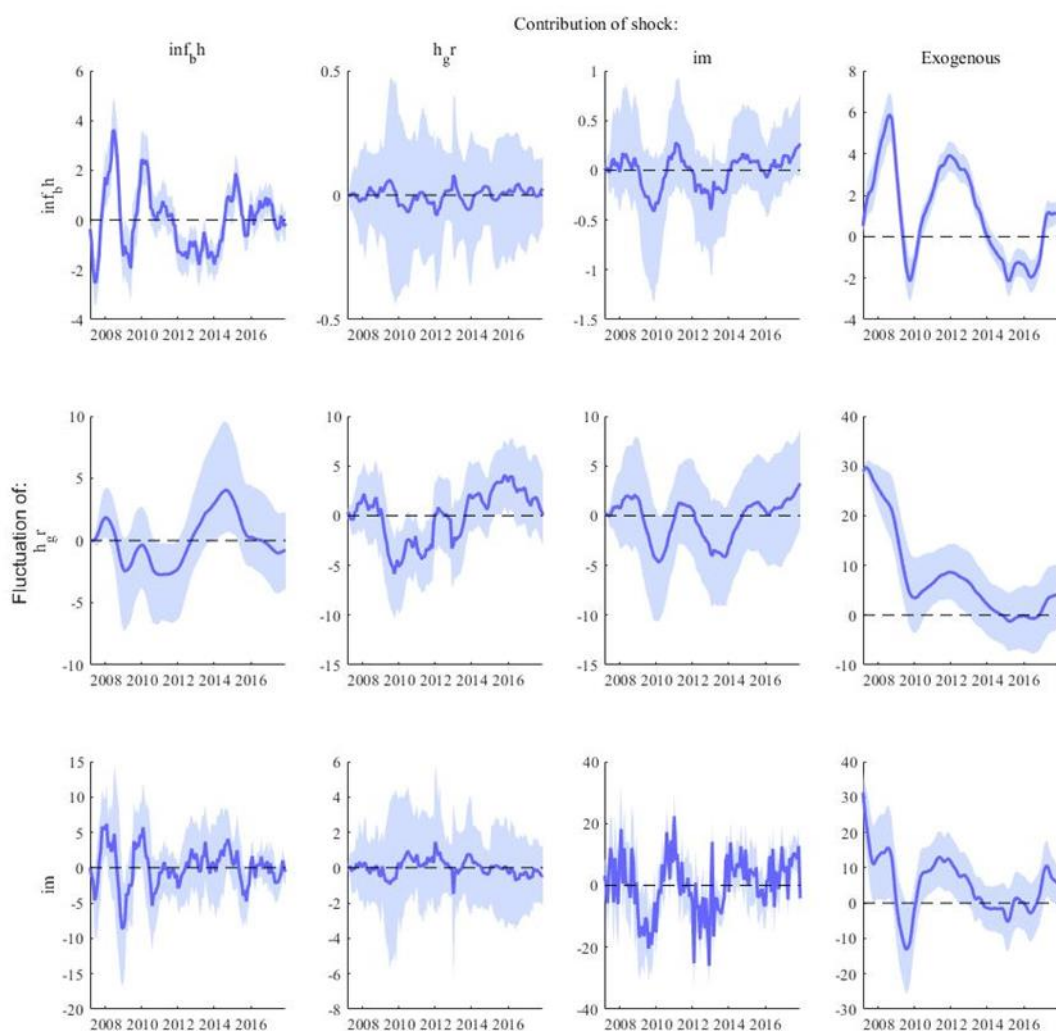 Contribution of shock:
infbh hgr im Exogenous
6 0.5 1 8
4 0.5 6
2 0 0 4
0 -0.5 2
-2 -1 0
-2
-4 -0.5 -1.5 -4
infbh
2008 2010 2012 2014 2016 2008 2010 2012 2014 2016 2008 2010 2012 2014 2016 2008 2010 2012 2014 2016
10 10 10 40
5 5 5 30
0 0 0 20
-5 -5 -5 10
-10 -10 0
-10 -15 -15 -10
Fluctuation of:
hgr
2008 2010 2012 2014 2016 2008 2010 2012 2014 2016 2008 2010 2012 2014 2016 2008 2010 2012 2014 2016
15 6 40 40
10 4 30
5 2 20 20
0 0 0 10
-5 -2 0
-10 -4 -20 -10
-15 -6 -20
-20 -8 -40 -30
im
2008 2010 2012 2014 2016 2008 2010 2012 2014 2016 2008 2010 2012 2014 2016 2008 2010 2012 2014 2016